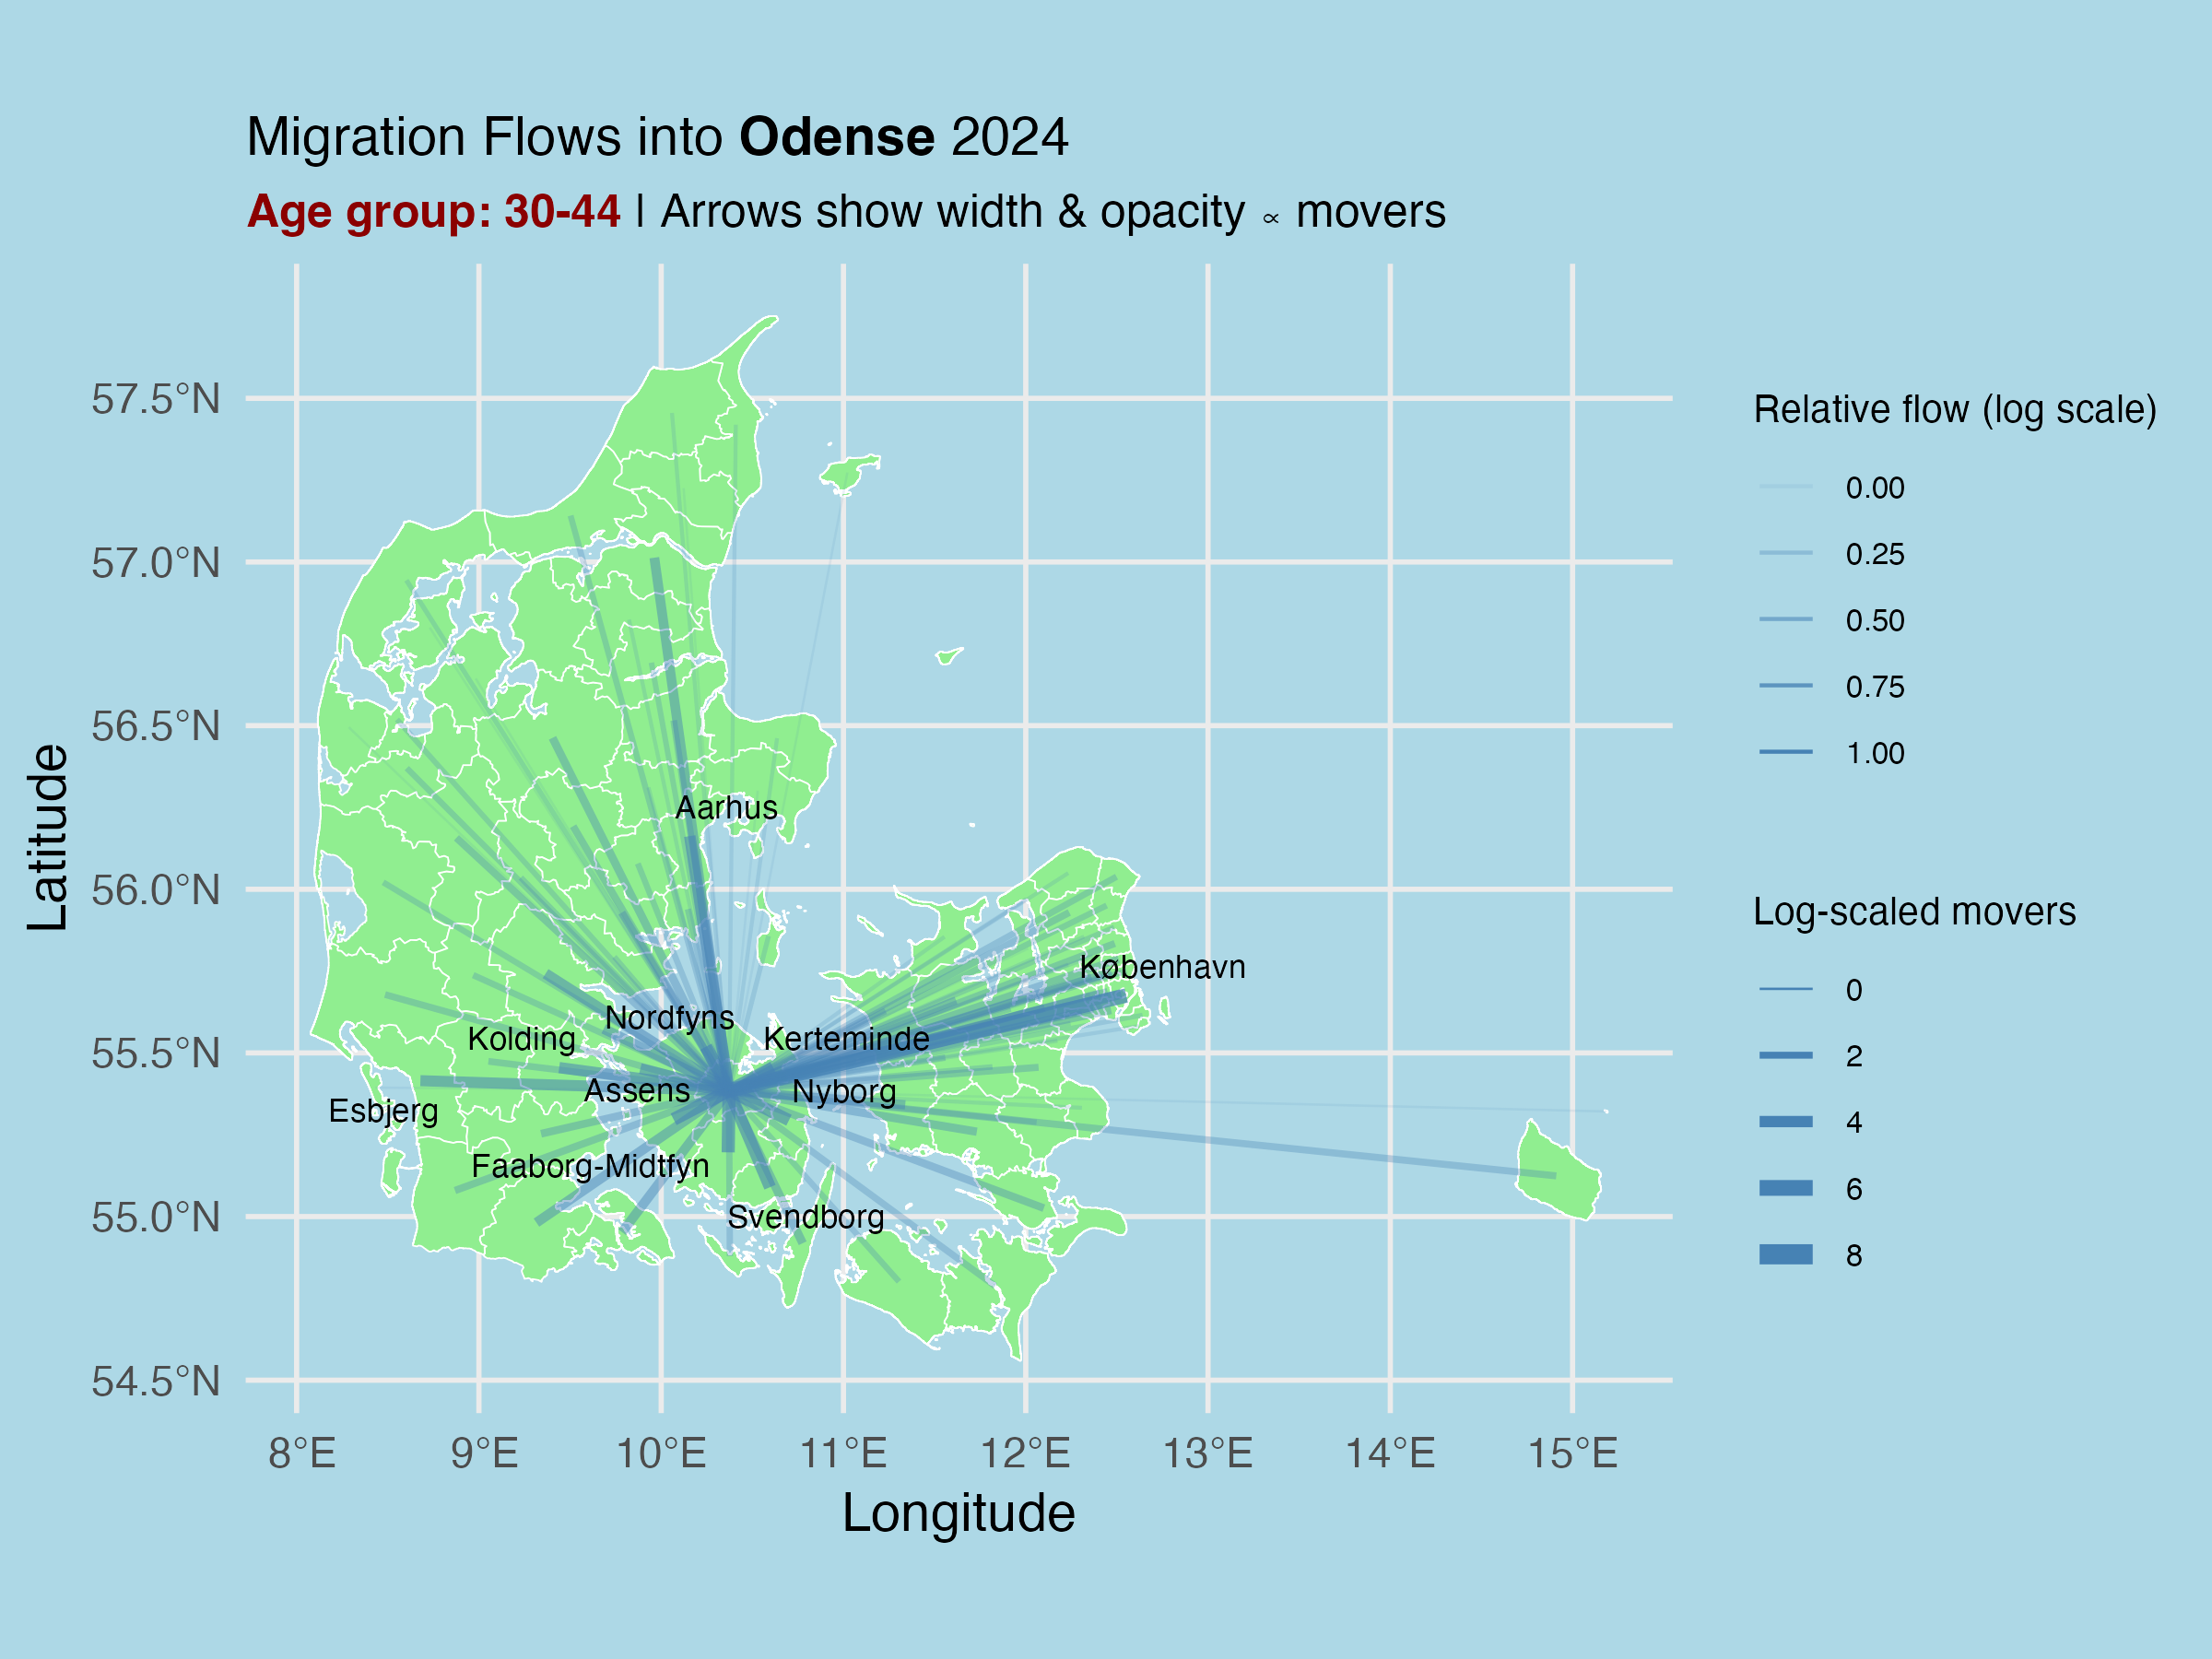 Migration Flows into Odense 2024
Age group: 30-44 | Arrows show width & opacity ∝ movers
Latitude
57.5°N
57.0°N
56.5°N
56.0°N
55.5°N
55.0°N
54.5°N
Aarhus
København
Nordfyns
Kolding
Kerteminde
Assens
Nyborg
Esbjerg
Faaborg-Midtfyn
Svendborg
8°E 9°E 10°E 11°E 12°E 13°E 14°E 15°E
Longitude
Relative flow (log scale)
0.00
0.25
0.50
0.75
1.00
Log-scaled movers
0
2
4
6
8